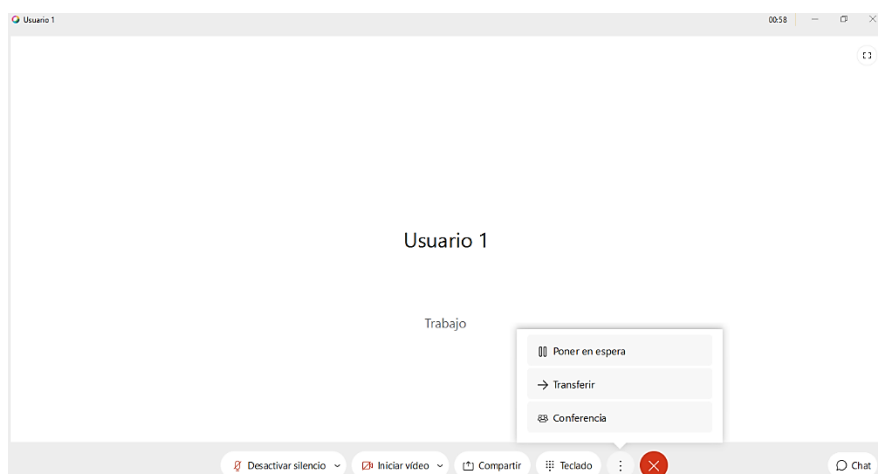 Usuario 1
00:58
Usuario 1
Trabajo
Poner en espera
Transferir
Conferencia
Desactivar silencio
Iniciar vídeo
Compartir
Teclado
Chat